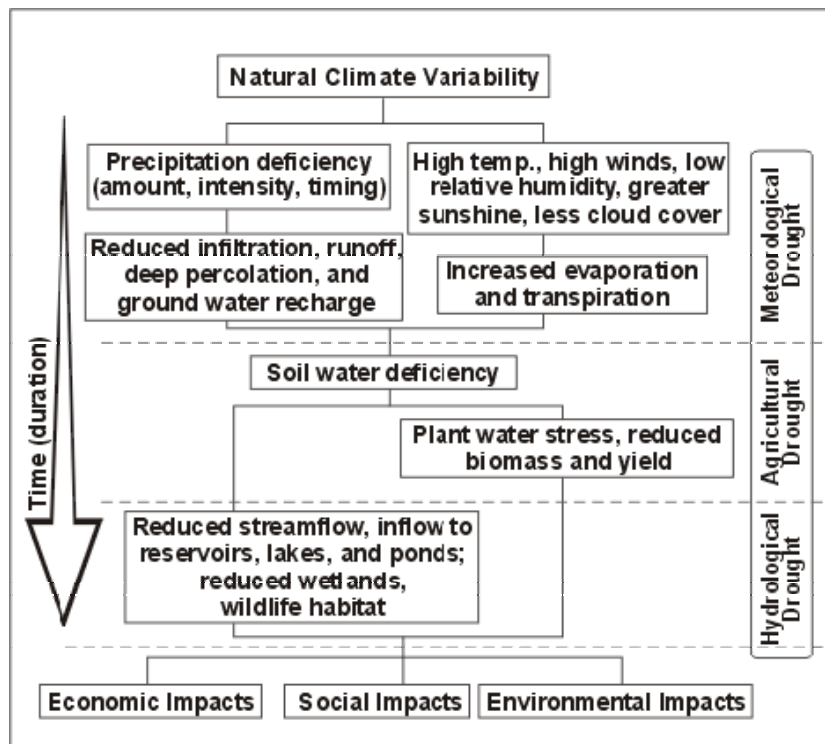 Natural Climate Variability
Precipitation deficiency
(amount, intensity, timing)
High temp., high winds, low
relative humidity, greater
sunshine, less cloud cover
Reduced infiltration, runoff,
deep percolation, and
ground water recharge
Increased evaporation
and transpiration
Meteorological
Drought
Time (duration)
Soil water deficiency
Plant water stress, reduced
biomass and yield
Agricultural
Drought
Reduced streamflow, inflow to
reservoirs, lakes, and ponds;
reduced wetlands,
wildlife habitat
Hydrological
Drought
Economic Impacts
Social Impacts
Environmental Impacts